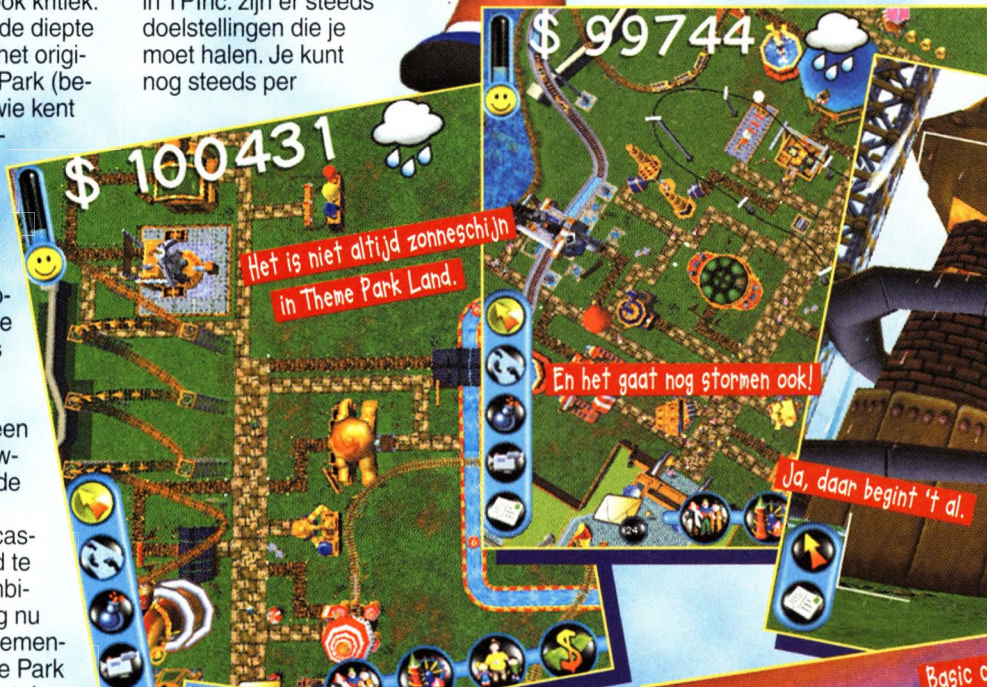 ook kritiek.
de diepte
het origi-
Park (be-
wie kent
in TPInc. zijn er steeds
doelstellingen die je
moet halen. Je kunt
nog steeds per
een
de
cas-
d te
mbi-
g nu
emen-
e Park
$ 100431
Het is niet altijd zonneschijn
in Theme Park Land.
$ 99744
En het gaat nog stormen ook!
Ja, daar begint 't al.
Basic